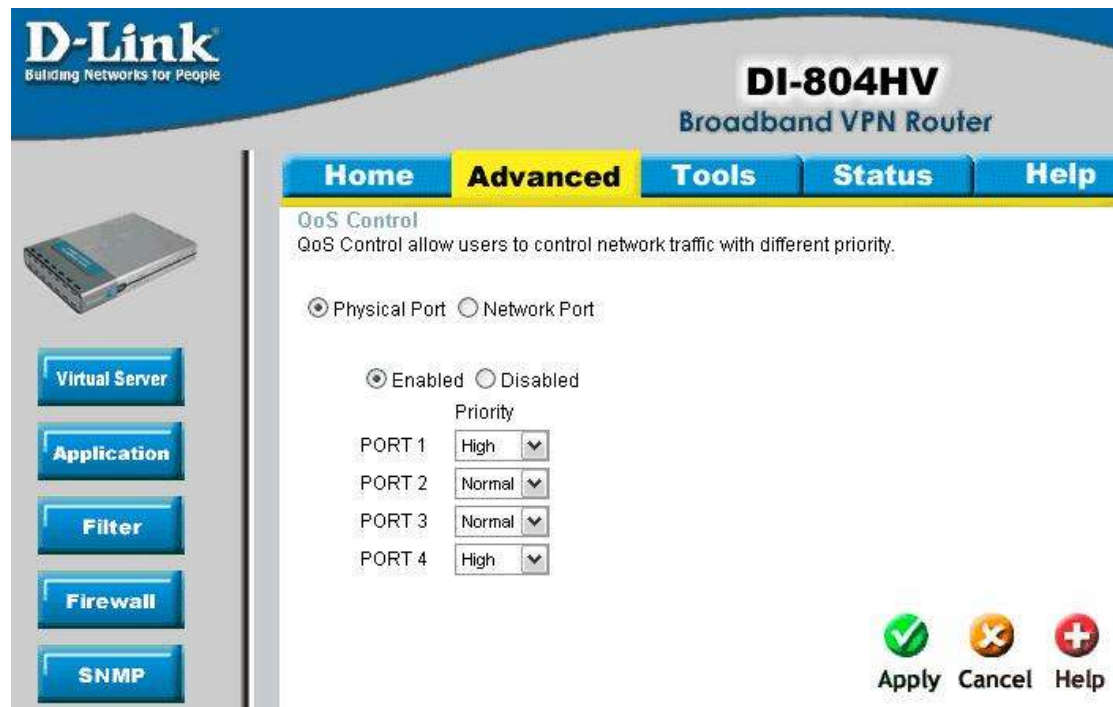 D-Link
Building Networks for People
DI-804HV
Broadband VPN Router
Home Advanced Tools Status Help
QoS Control
QoS Control allow users to control network traffic with different priority.
Physical Port Network Port
Enabled Disabled
Priority
PORT 1 High
PORT 2 Normal
PORT 3 Normal
PORT 4 High
Virtual Server
Application
Filter
Firewall
SNMP
Apply Cancel Help